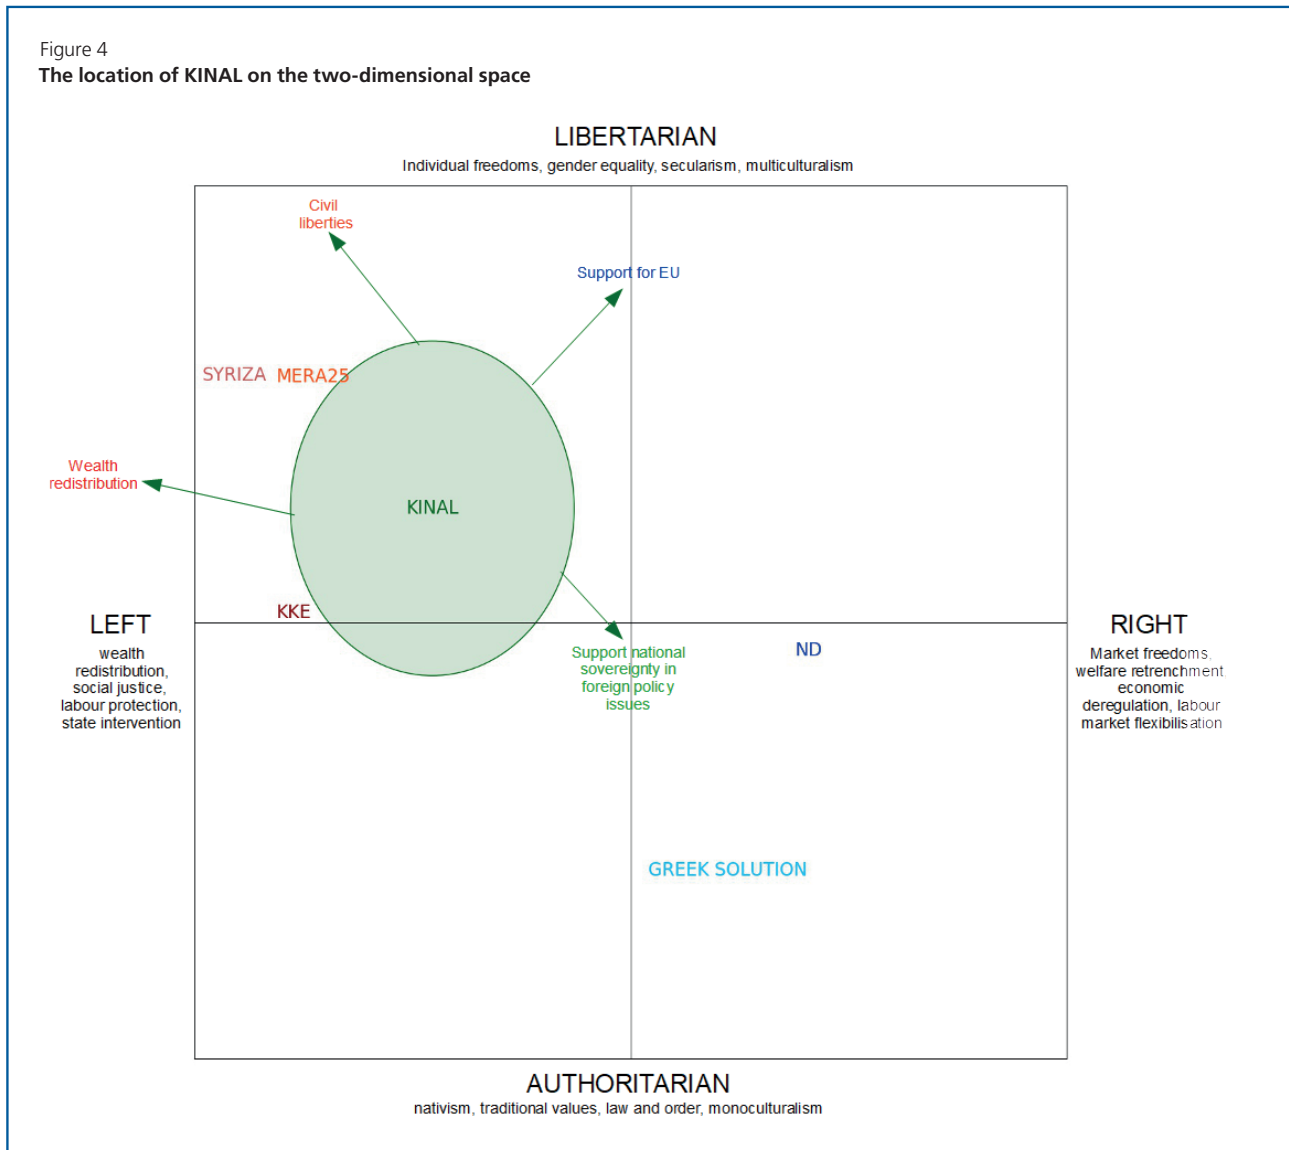 Figure 4
The location of KINAL on the two-dimensional space
LIBERTARIAN
Individual freedoms, gender equality, secularism, multiculturalism
Civil
liberties
Support for EU
SYRIZA
MERA25
Wealth
redistribution
KINAL
KKE
LEFT
wealth
redistribution,
social justice,
labour protection,
state intervention
Support national
sovereignty in
foreign policy
issues
ND
RIGHT
Market freedoms,
welfare retrenchment
economic
deregulation, labour
market flexibilisation
GREEK SOLUTION
AUTHORITARIAN
nativism, traditional values, law and order, monoculturalism